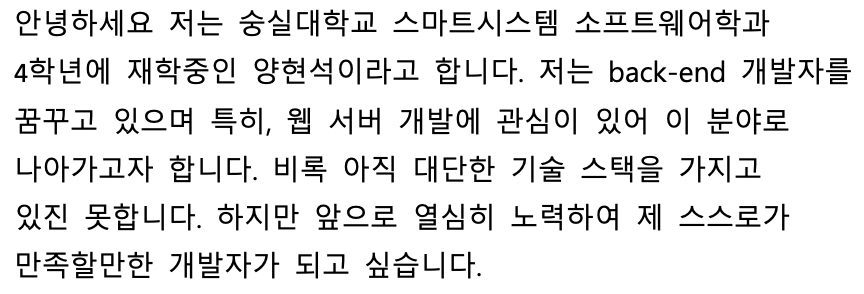 안녕하세요 저는 숭실대학교 스마트시스템 소프트웨어학과
4학년에 재학중인 양현석이라고 합니다. 저는 back-end 개발자를
꿈꾸고 있으며 특히, 웹 서버 개발에 관심이 있어 이 분야로
나아가고자 합니다. 비록 아직 대단한 기술 스택을 가지고
있진 못합니다. 하지만 앞으로 열심히 노력하여 제 스스로가
만족할만한 개발자가 되고 싶습니다.